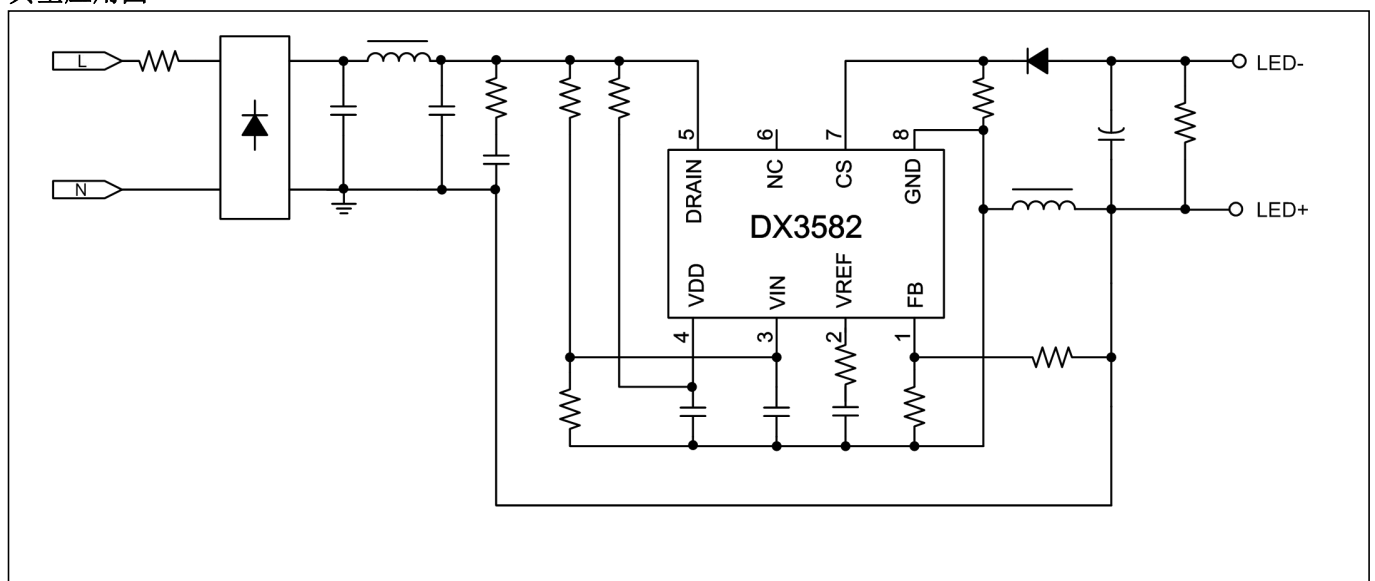 L
N
LED-
LED+
5
6
7
8
DRAIN
NC
CS
GND
DX3582
VDD
VIN
VREF
FB
4
3
2
1